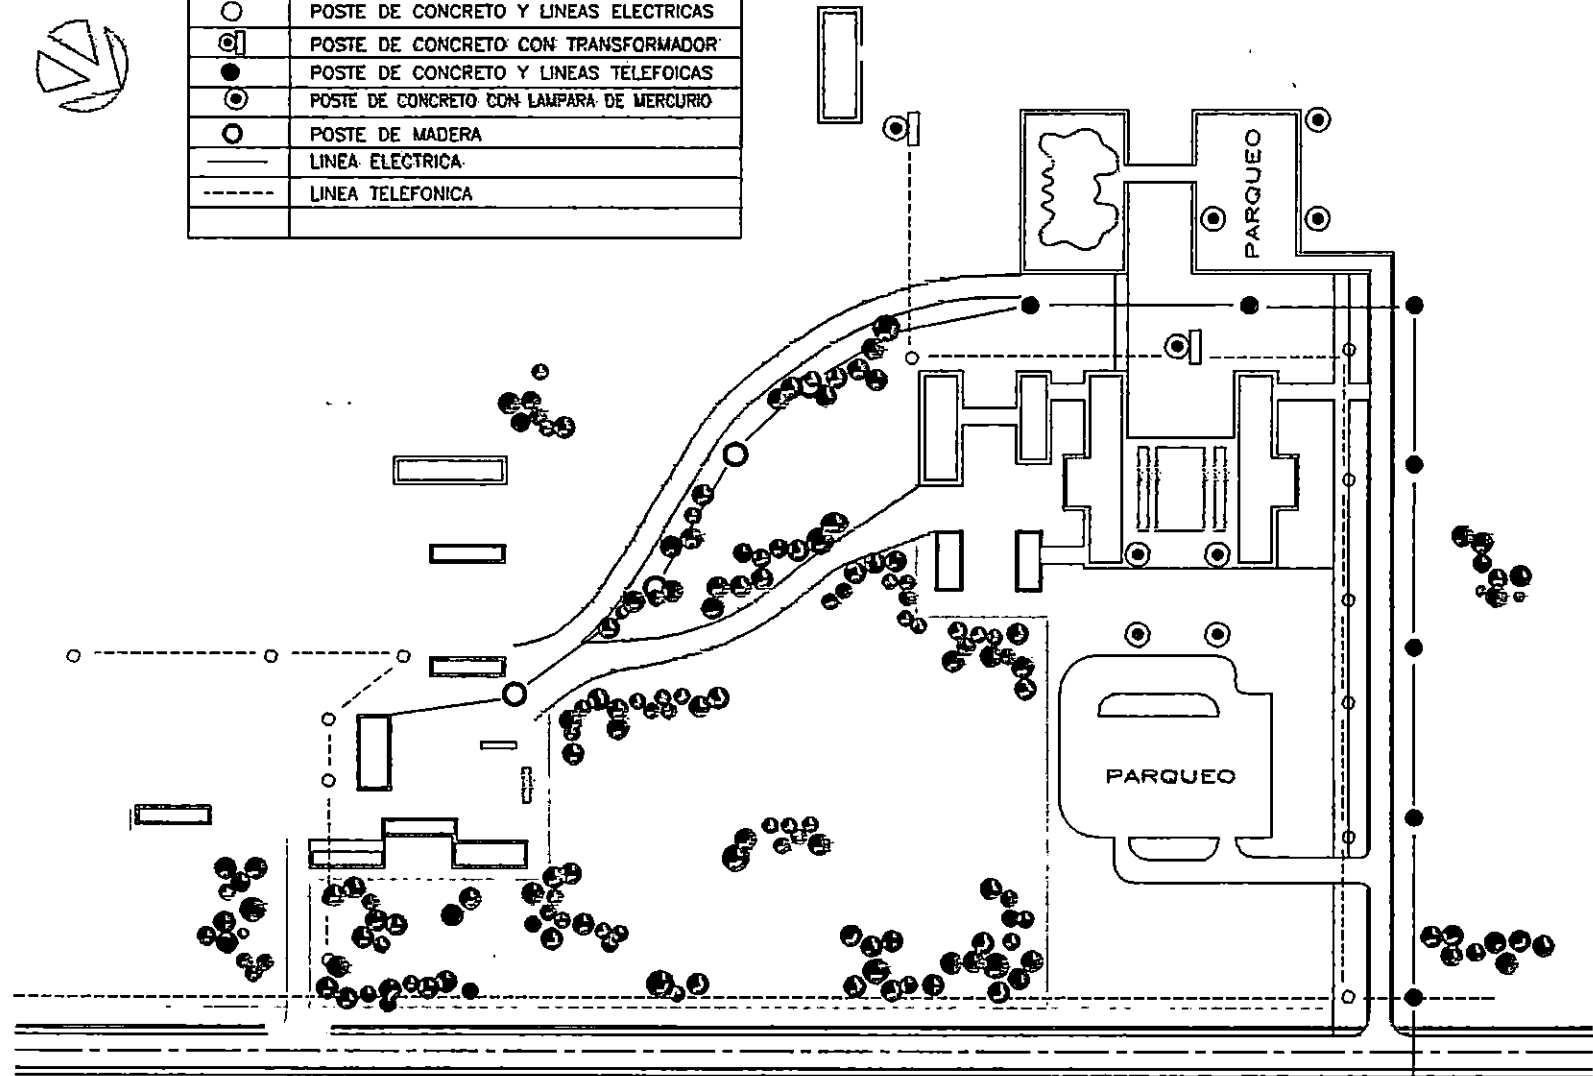 POSTE DE CONCRETO Y LINEAS ELECTRICAS
POSTE DE CONCRETO CON TRANSFORMADOR
POSTE DE CONCRETO Y LINEAS TELEFOICAS
POSTE DE CONCRETO CON LAMPARA DE MERCURIO
POSTE DE MADERA
LINEA ELECTRICA
LINEA TELEFONICA
PARQUEO
PARQUEO